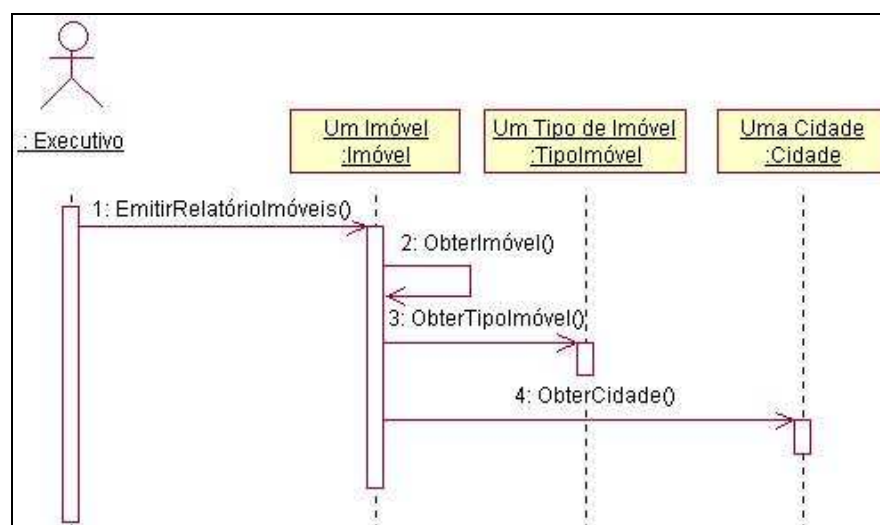 : Executivo
Um Imóvel
:Imóvel
Um Tipo de Imóvel
:TipoImóvel
Uma Cidade
:Cidade
1: EmitirRelatórioImóveis()
2: ObterImóvel()
3: ObterTipoImóvel()
4: ObterCidade()